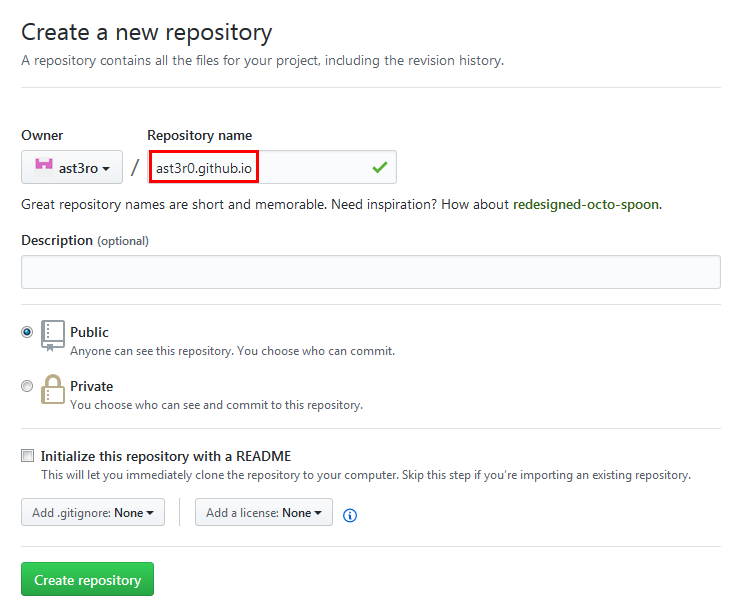 Create a new repository
A repository contains all the files for your project, including the revision history.
Owner Repository name
ast3ro / ast3r0.github.io
Great repository names are short and memorable. Need inspiration? How about redesigned-octo-spoon.
Description (optional)
Public
Anyone can see this repository. You choose who can commit.
Private
You choose who can see and commit to this repository.
Initialize this repository with a README
This will let you immediately clone the repository to your computer. Skip this step if you’re importing an existing repository.
Add .gitignore: None Add a license: None
Create repository